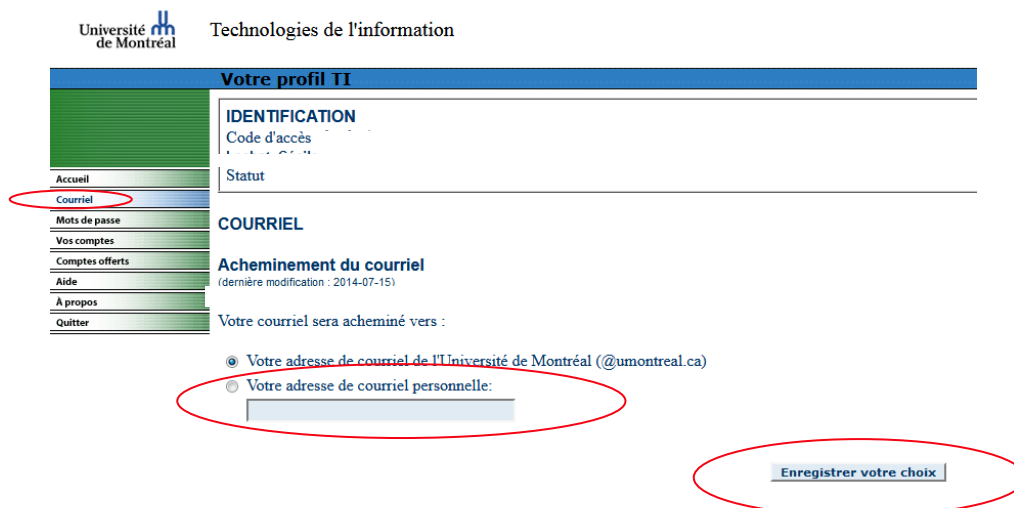 Université
de Montréal
Technologies de l'information
Votre profil TI
IDENTIFICATION
Code d'accès
Statut
Accueil
Courriel
Mots de passe
Vos comptes
Comptes offerts
Aide
À propos
Quitter
COURRIEL
Acheminement du courriel
(dernière modification : 2014-07-15)
Votre courriel sera acheminé vers :
Votre adresse de courriel de l'Université de Montréal (@umontreal.ca)
Votre adresse de courriel personnelle:
Enregistrer votre choix